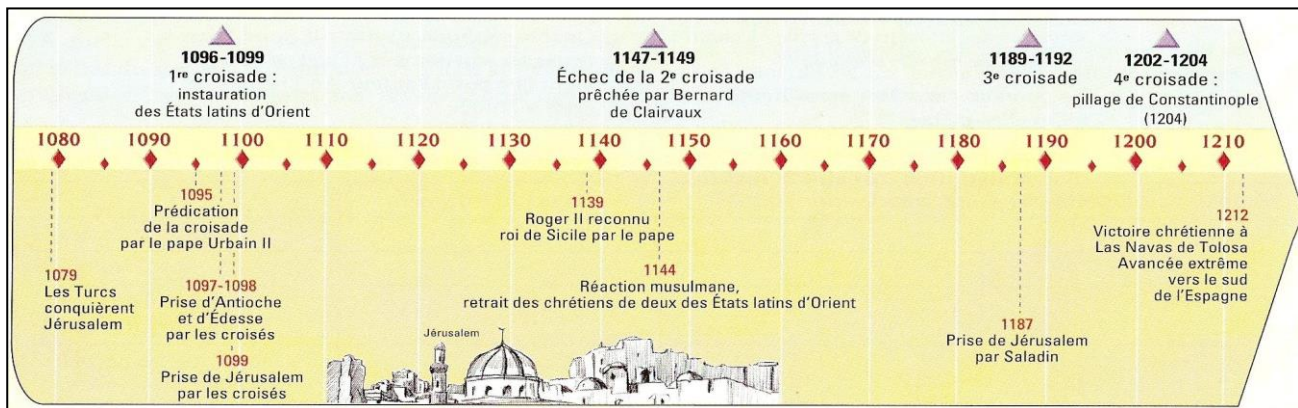 1096-1099
1re croisade :
instauration
des États latins d'Orient
1147-1149
Échec de la 2e croisade
prêchée par Bernard
de Clairvaux
1189-1192
3e croisade
1202-1204
4e croisade :
pillage de Constantinople
(1204)
1080 1090 1100 1110 1120 1130 1140 1150 1160 1170 1180 1190 1200 1210
1095
Prédication
de la croisade
par le pape Urbain II
1079
Les Turcs
conquièrent
Jérusalem
1097-1098
Prise d'Antioche
et d'Édesse
par les croisés
1099
Prise de Jérusalem
par les croisés
1139
Roger II reconnu
roi de Sicile par le pape
1144
Réaction musulmane,
retrait des chrétiens de deux des États latins d'Orient
Jérusalem
1187
Prise de Jérusalem
par Saladin
1212
Victoire chrétienne à
Las Navas de Tolosa
Avancée extrême
vers le sud
de l'Espagne